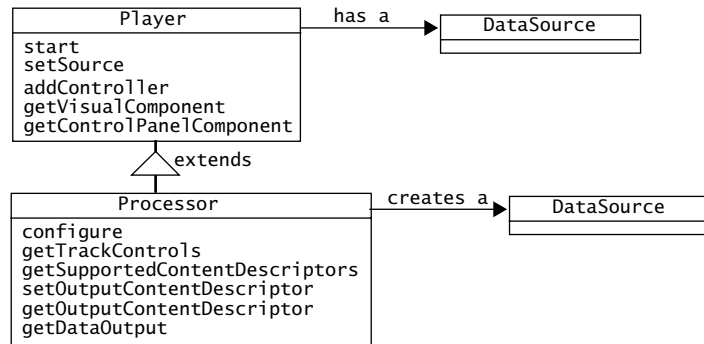 Player
has a
DataSource
start
setSource
addController
getVisualComponent
getControlPanelComponent
extends
Processor
creates a
DataSource
configure
getTrackControls
getSupportedContentDescriptors
setOutputContentDescriptor
getOutputContentDescriptor
getDataOutput